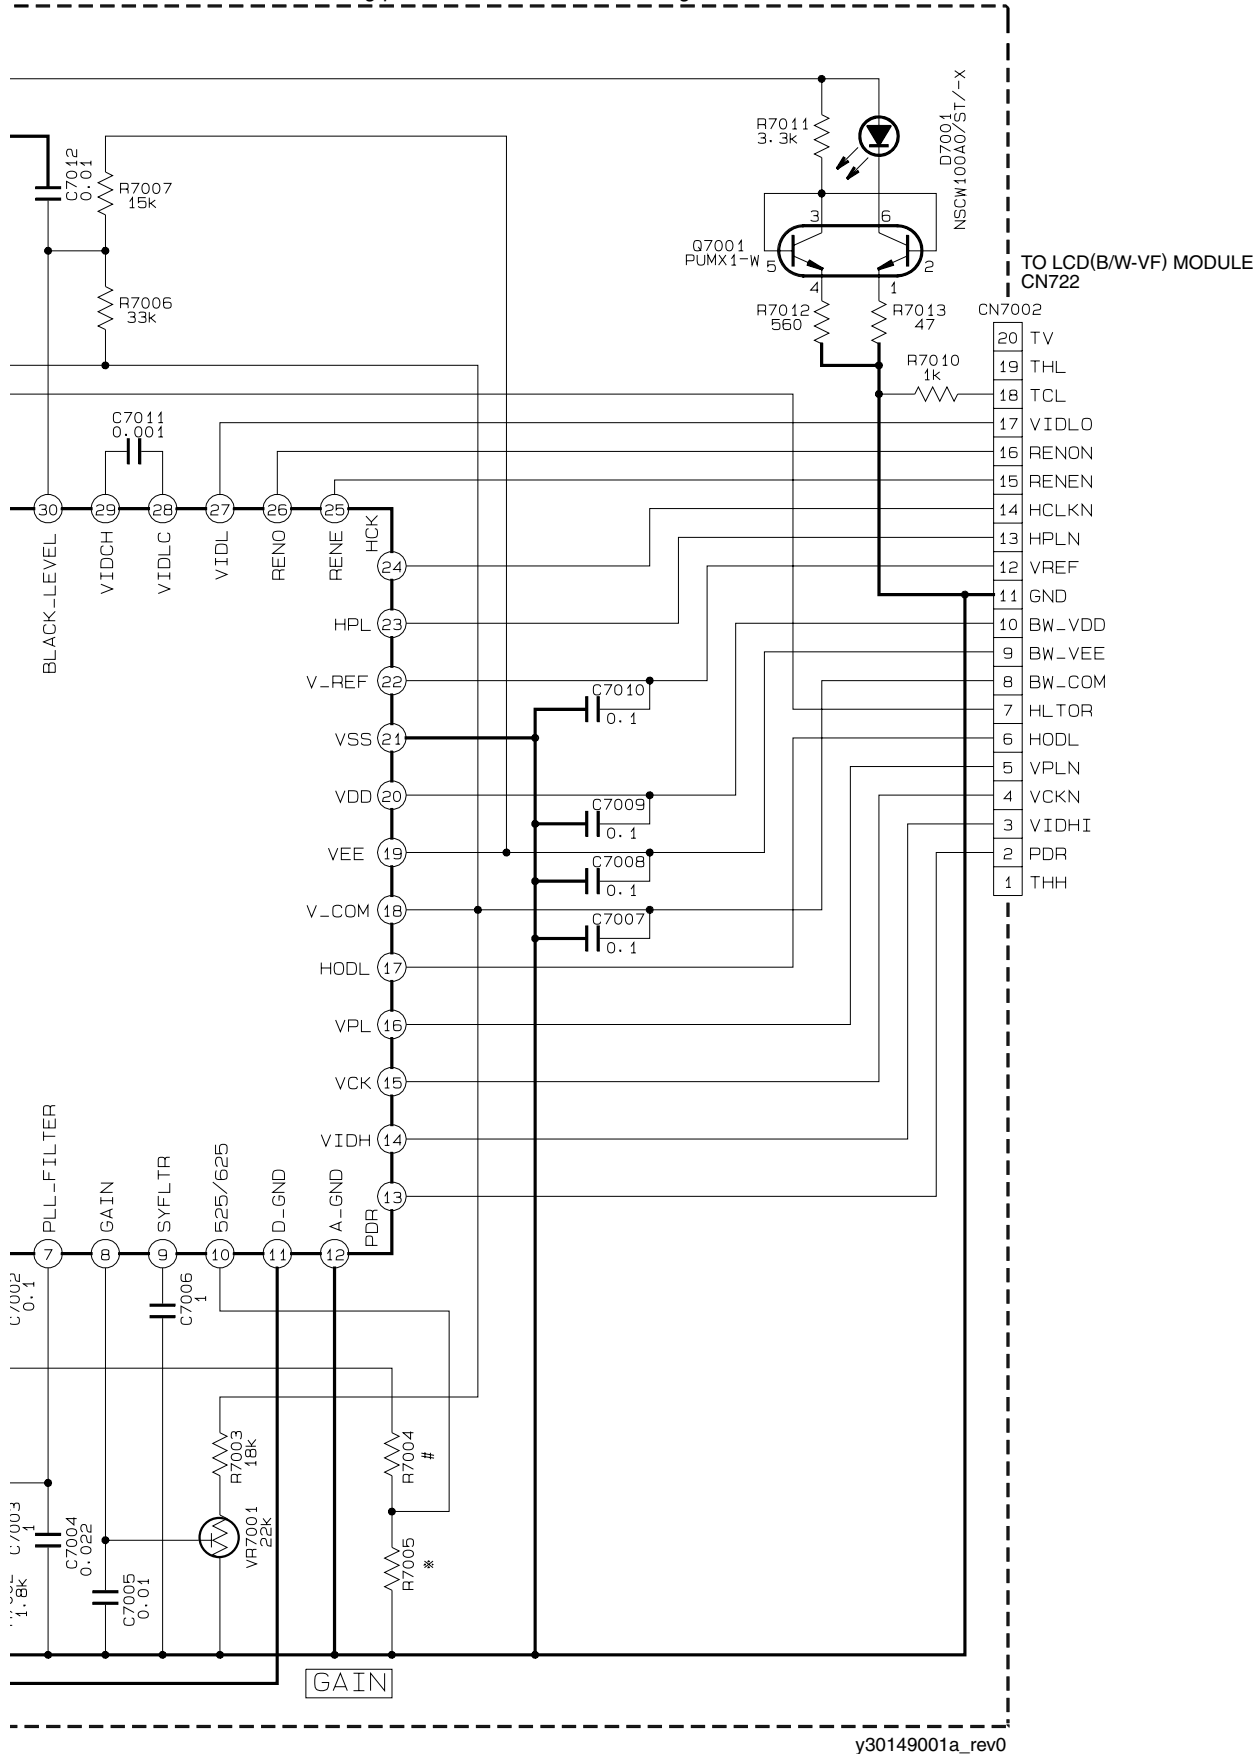 R7011
3.3k
D7001
NSCW100A0/ST/-X
C7012
0.01
R7007
15k
3
6
Q7001
PUMX1-W
5
2
4
1
TO LCD(B/W-VF) MODULE
CN722
R7006
33k
R7012
560
R7013
47
CN7002
R7010
1k
20 TV
19 THL
18 TCL
17 VIDLO
16 RENON
15 RENEN
14 HCLKN
13 HPLN
12 VREF
11 GND
10 BW_VDD
9 BW_VEE
8 BW_COM
7 HLTOR
6 HODL
5 VPLN
4 VCKN
3 VIDHI
2 PDR
1 THH
C7011
0.001
30 29 28 27 26 25
BLACK_LEVEL
VIDCH
VIDLC
VIDL
RENO
RENE
HCK
24
HPL 23
V_REF 22
C7010
0.1
VSS 21
VDD 20
C7009
0.1
VEE 19
C7008
0.1
V_COM 18
C7007
0.1
HODL 17
VPL 16
VCK 15
VIDH 14
13
PLL_FILTER
GAIN
SYFLTR
525/625
D_GND
A_GND
PDR
7 8 9 10 11 12
C7002
0.1
C7006
1
R7003
18k
R7004
#
C7003
1
C7004
0.022
VR7001
22k
R7005
※
1.8k
C7005
0.01
GAIN
y30149001a_rev0